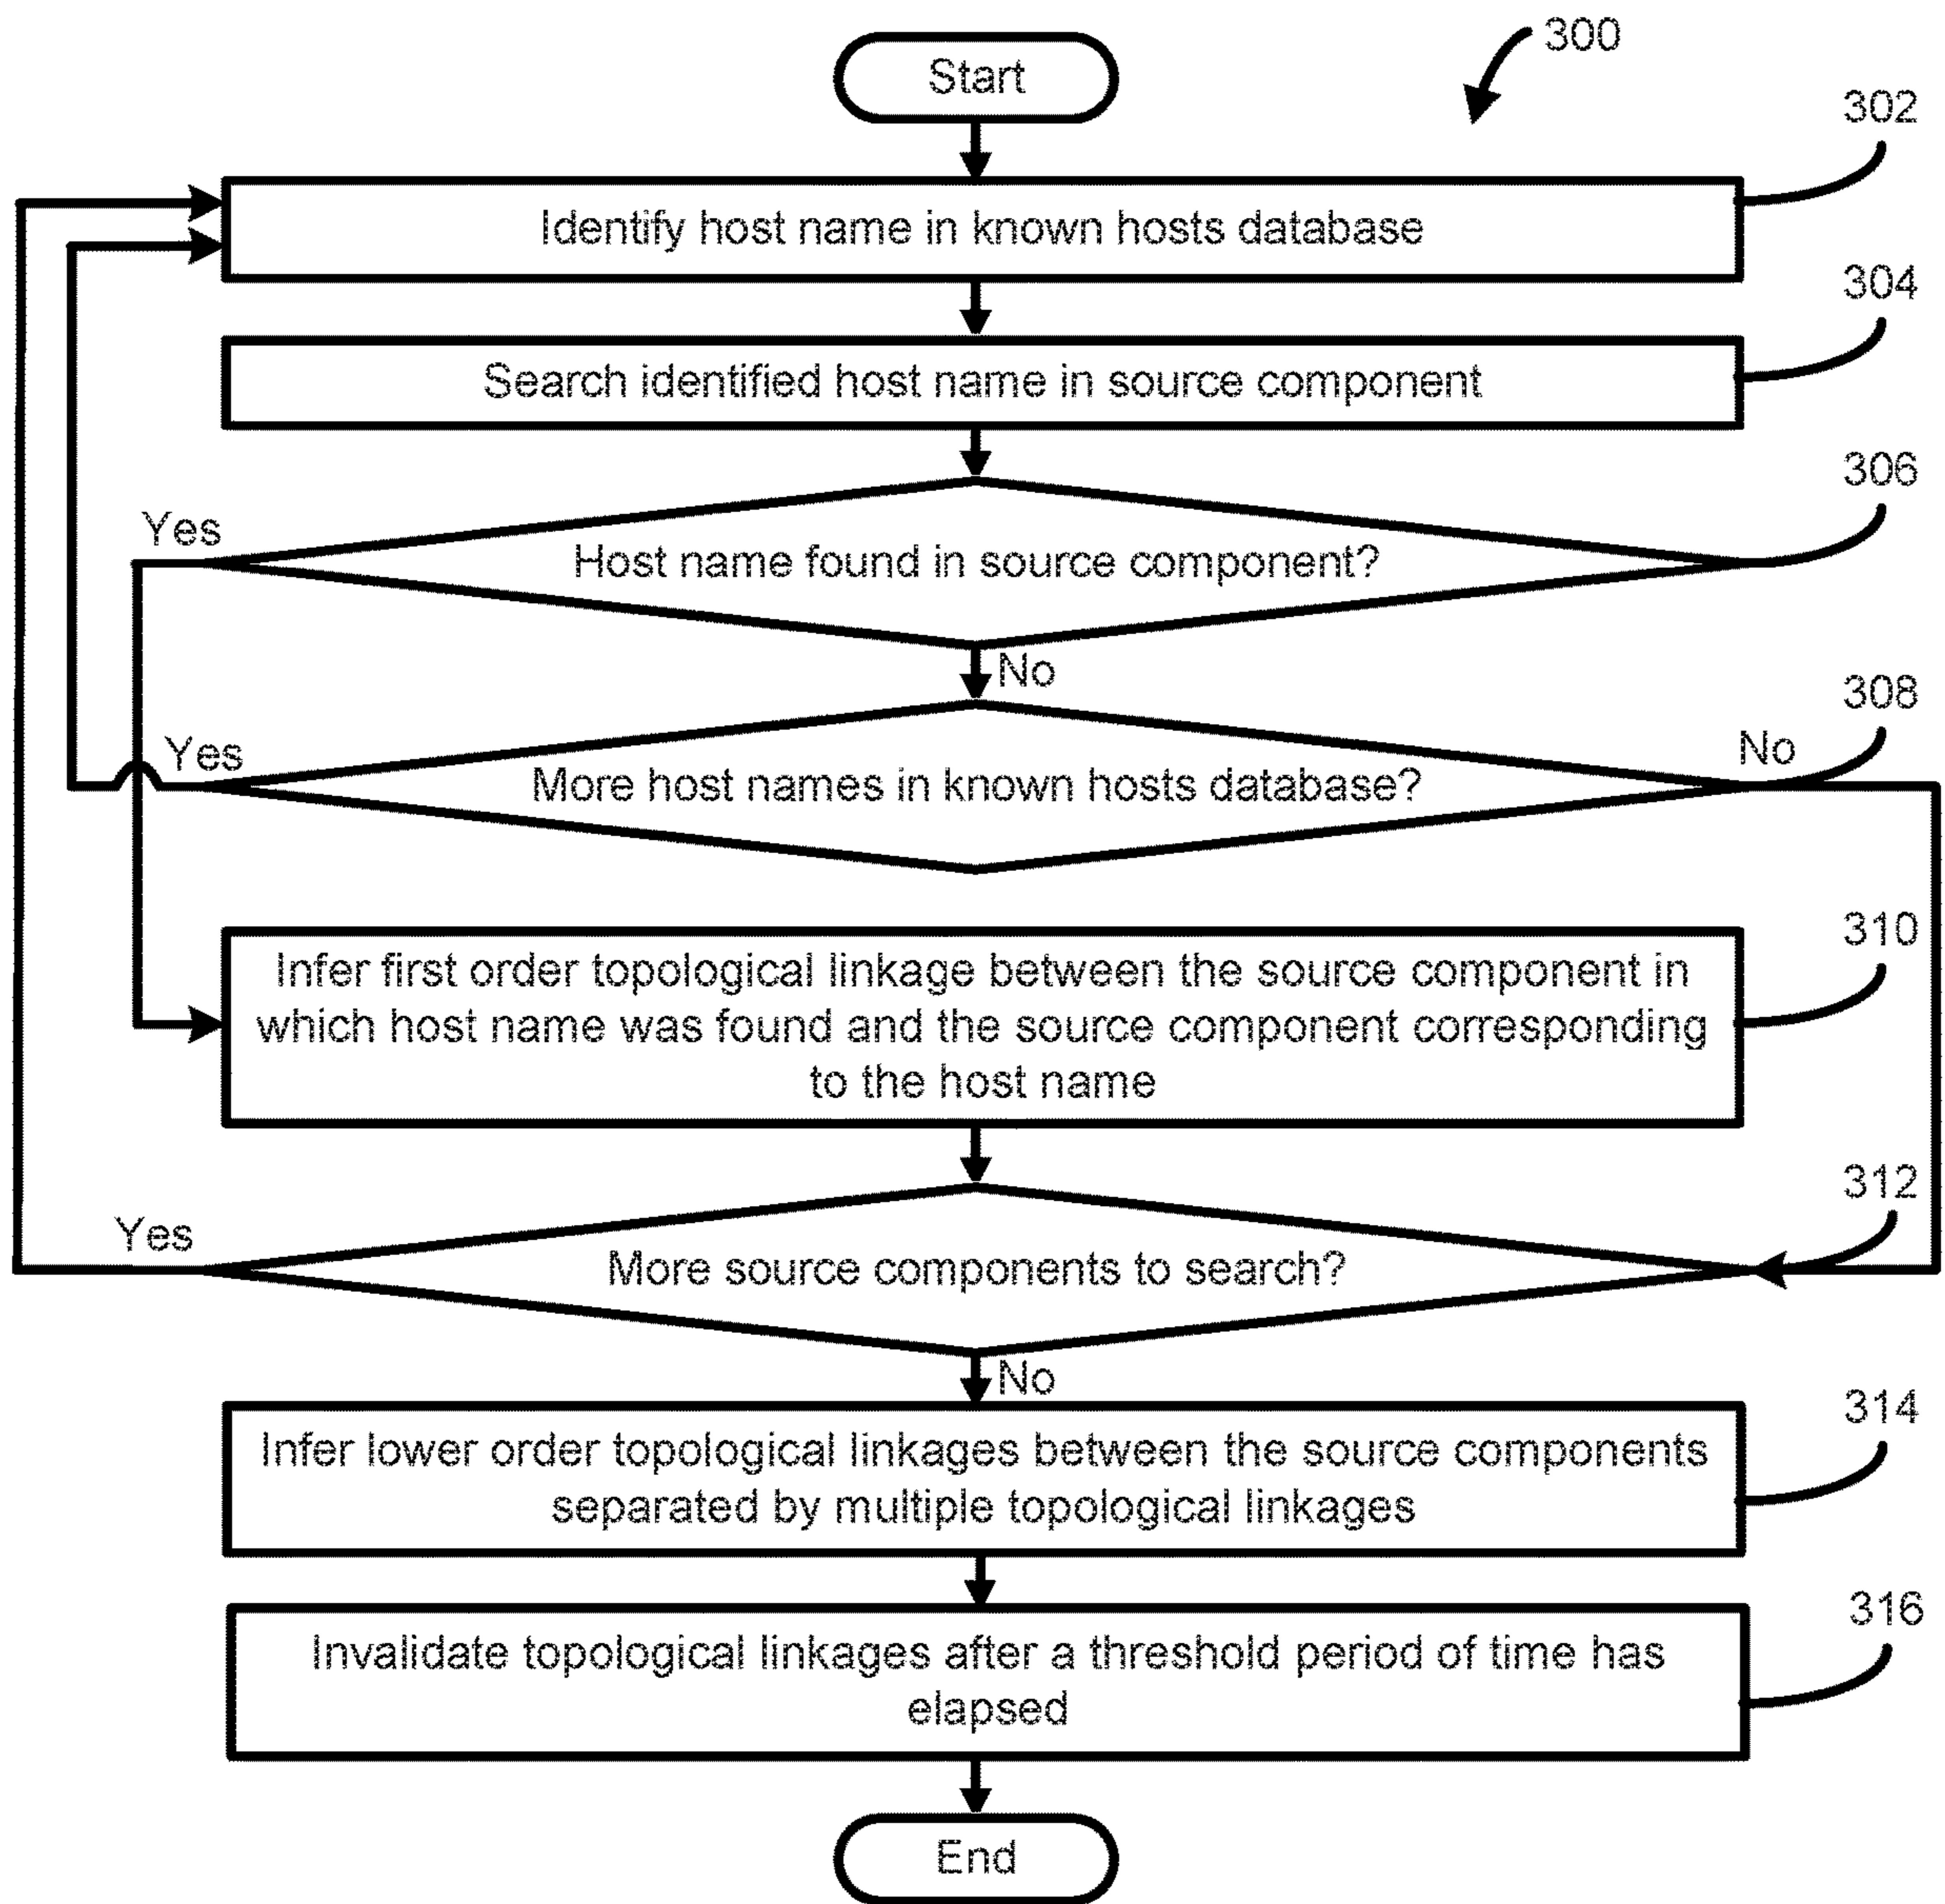 Start
300
302
Identify host name in known hosts database
304
Search identified host name in source component
306
Yes
Host name found in source component?
No
308
Yes
No
More host names in known hosts database?
310
Infer first order topological linkage between the source component in
which host name was found and the source component corresponding
to the host name
312
Yes
More source components to search?
No
314
Infer lower order topological linkages between the source components
separated by multiple topological linkages
316
Invalidate topological linkages after a threshold period of time has
elapsed
End